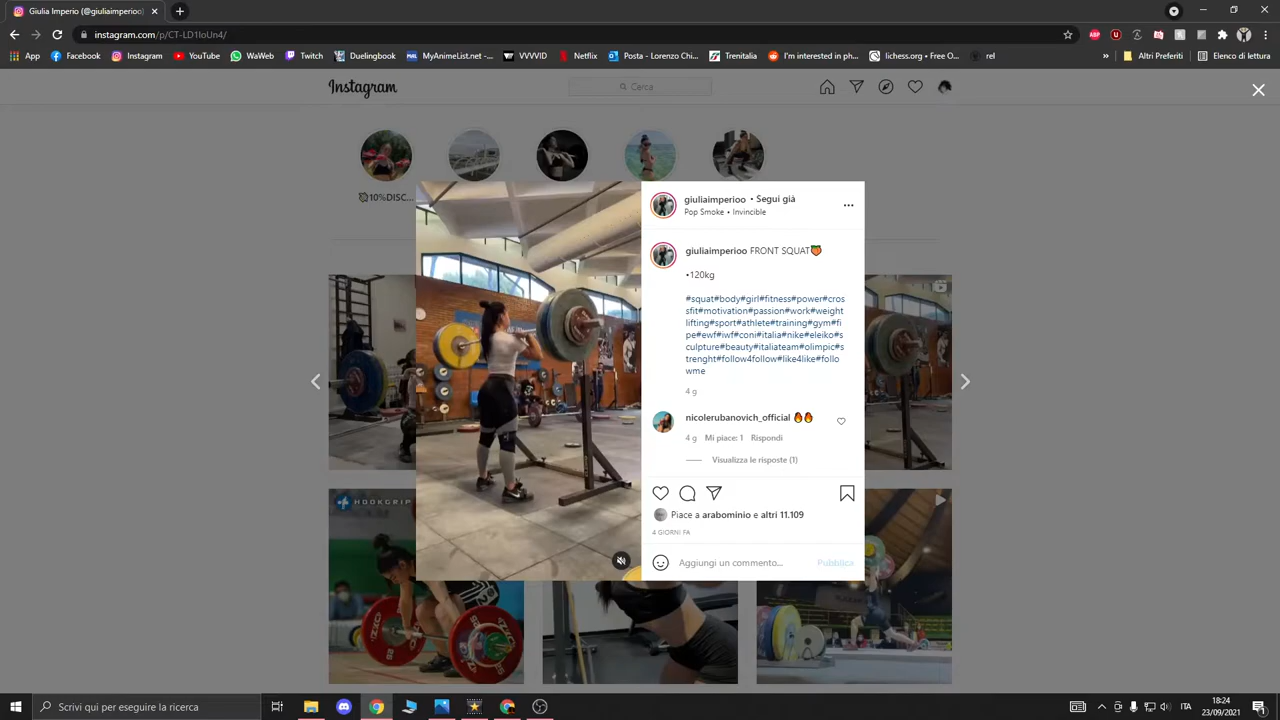 Giulia Imperio (@giulia.imperioo)
instagram.com/p/CT-LD1IoUn4/
App
Facebook
Instagram
YouTube
WaWeb
Twitch
Duelingbook
MyAnimeList.net -...
VVVVID
Netflix
Lorenzo Chi...
Trenitalia
I'm interested in p...
lichess.org • Free O...
rel
Altri Preferiti
Elenco di lettura
Instagram
Cerca
10%DISC...
giuliaimperioo • Segui già
Pop Smoke • Invincible
giuliaimperioo FRONT SQUAT🍑
•120kg
#squat#body#girl#fitness#power#cros
sfit#motivation#passion#work#weight
lifting#sport#athlete#training#gym#fi
pe#ewf#iwf#coni#italia#nike#eleiko#s
culpture#beauty#italiateam#olimpic#s
trenght#follow4follow#like4like#follo
wme
4 g
nicolerubanovich_official 🔥🔥
4 g Mi piace: 1 Rispondi
Visualizza le risposte (1)
HOOKGRIP
Piace a arabominio e altri 11.109
4 GIORNI FA
Aggiungi un commento...
Pubblica
Scrivi qui per eseguire la ricerca
18:24
23/09/2021